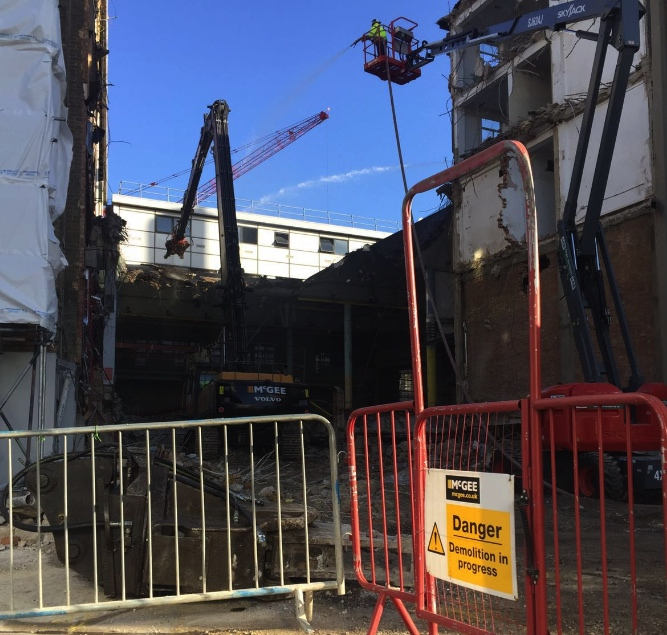 SKYJACK
McGEE
VOLVO
McGEE
mcgee.co.uk
Danger
Demolition in
progress